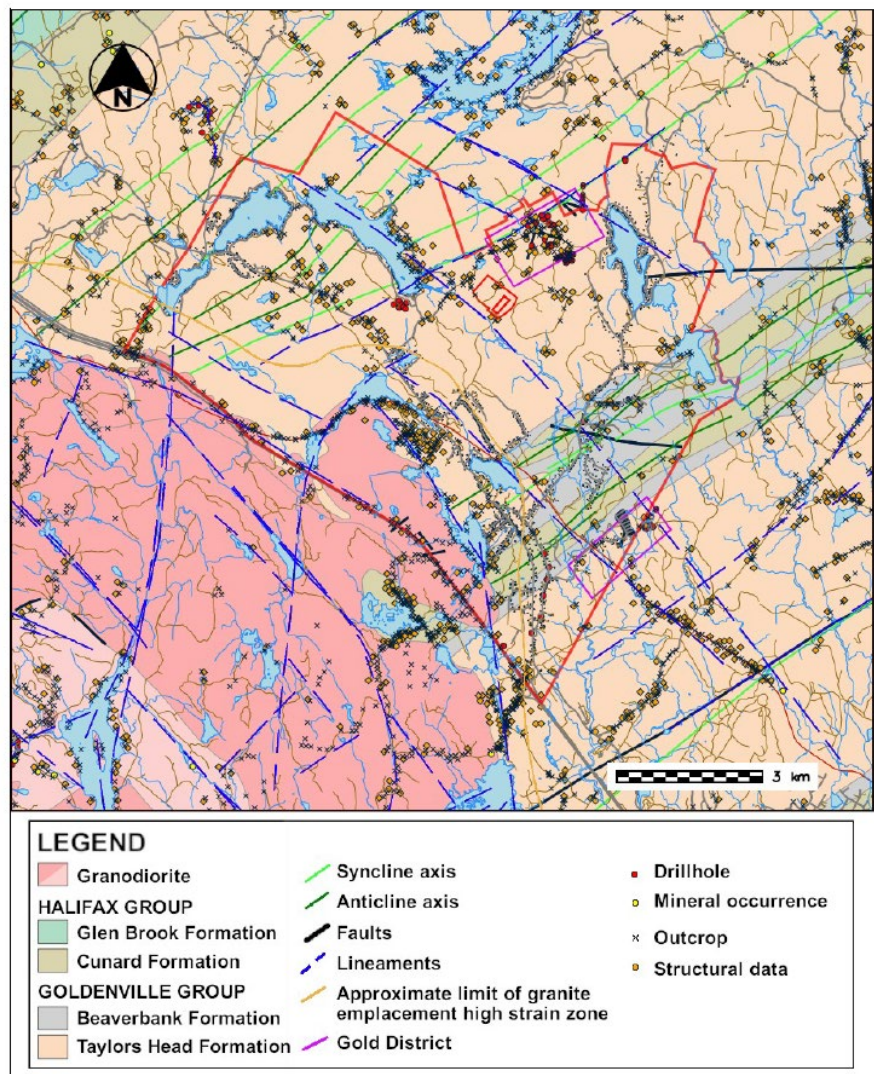 N
3 km
LEGEND
Granodiorite
HALIFAX GROUP
Glen Brook Formation
Cunard Formation
GOLDENVILLE GROUP
Beaverbank Formation
Taylors Head Formation
Syncline axis
Anticline axis
Faults
Lineaments
Approximate limit of granite
emplacement high strain zone
Gold District
Drillhole
Mineral occurrence
Outcrop
Structural data